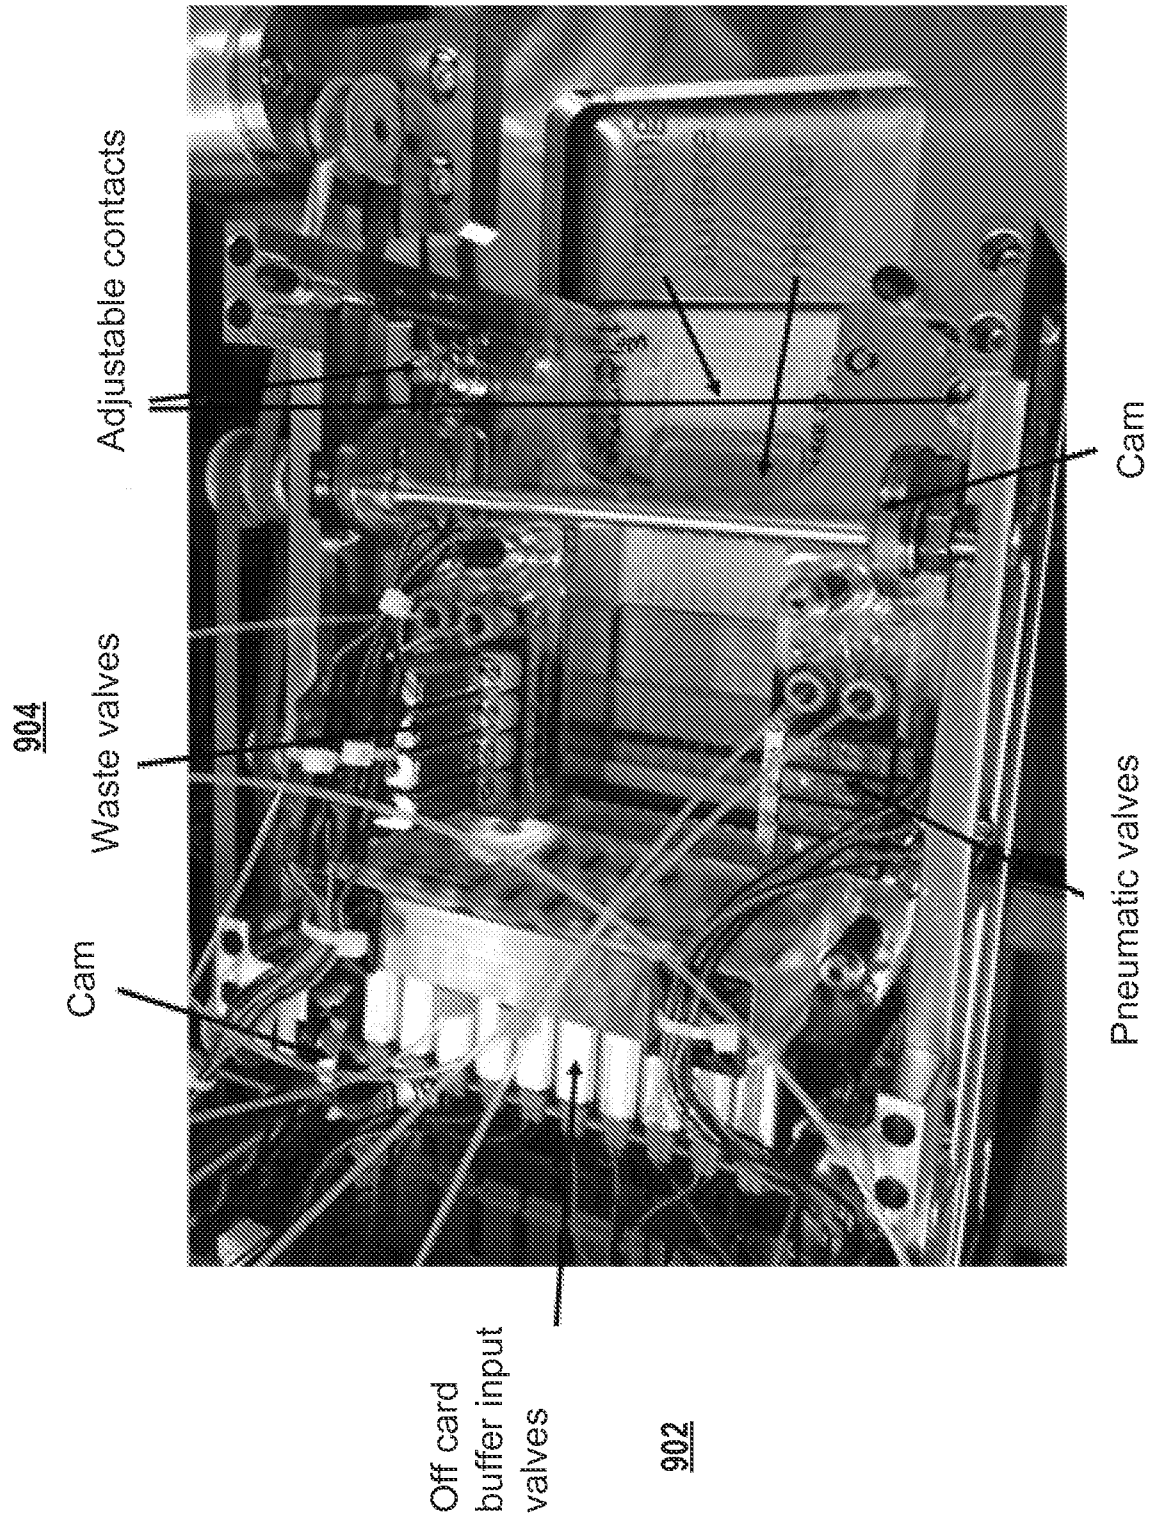 904
Cam
Waste valves
Adjustable contacts
Off card
buffer input
valves
902
Pneumatic valves
Cam